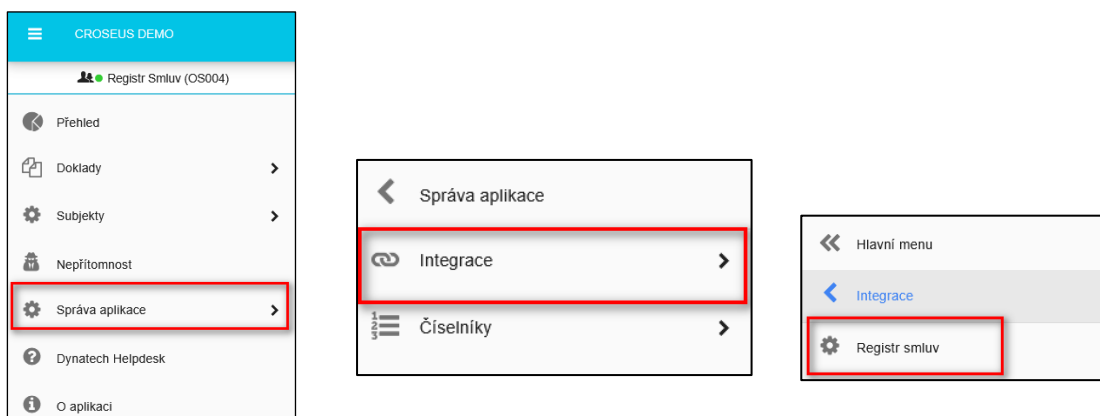 CROSEUS DEMO
Registr Smluv (OS004)
Přehled
Doklady
Subjekty
Nepřítomnost
Správa aplikace
Dynatech Helpdesk
O aplikaci
Správa aplikace
Integrace
Číselníky
Hlavní menu
Integrace
Registr smluv